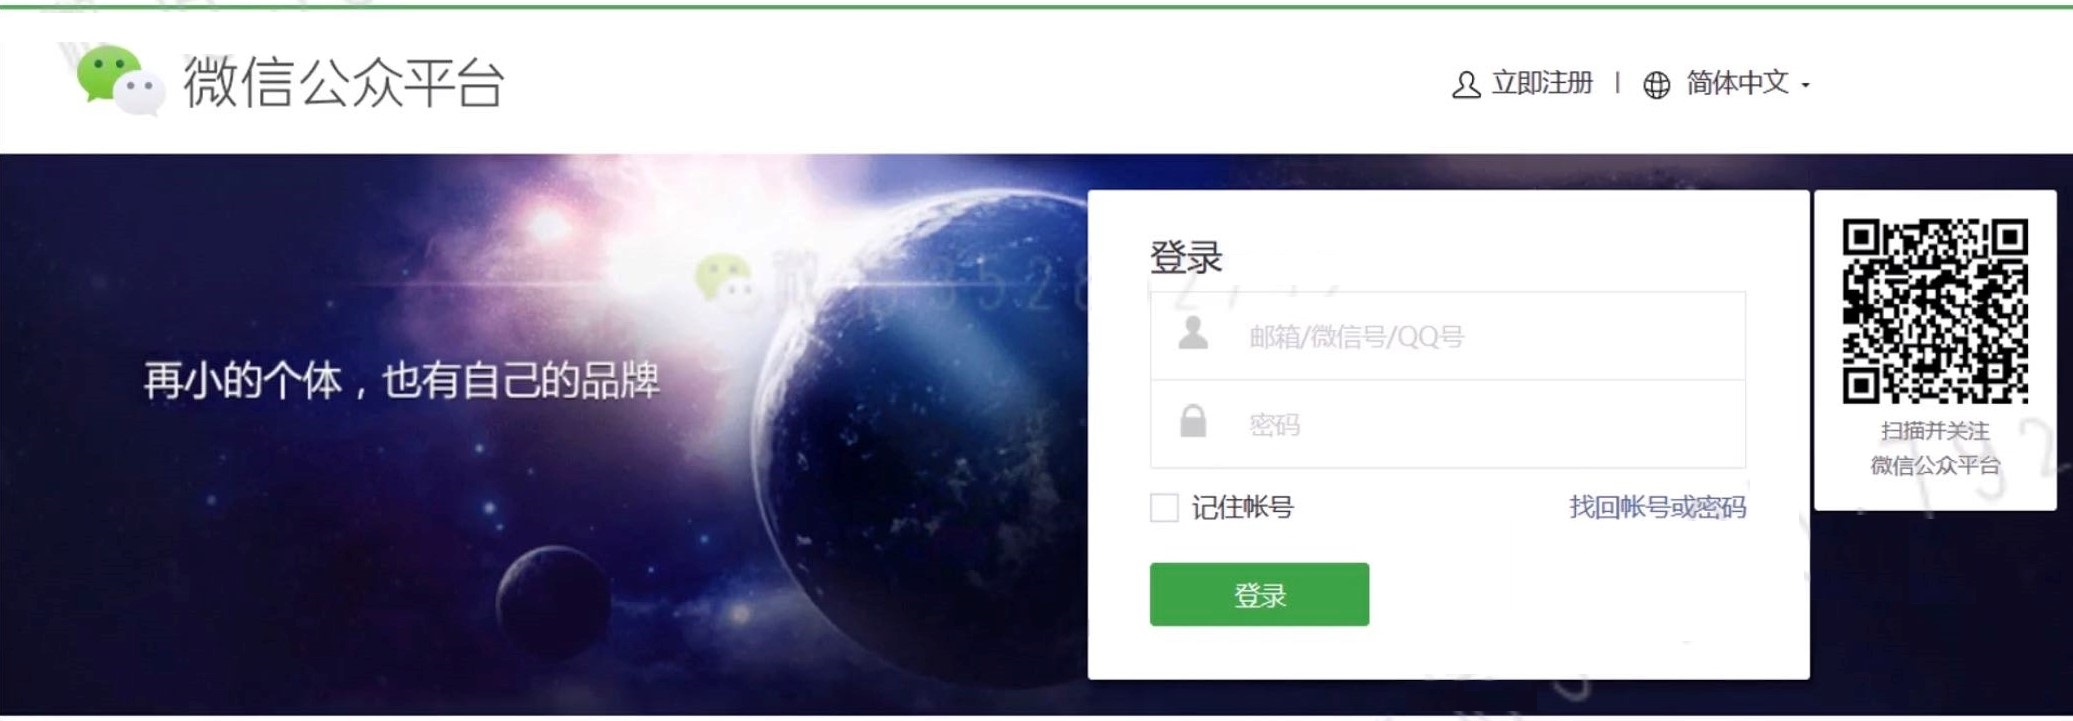 微信公众平台
立即注册 | 简体中文
登录
邮箱/微信号/QQ号
再小的个体，也有自己的品牌
密码
扫描并关注
微信公众平台
记住帐号
找回帐号或密码
登录